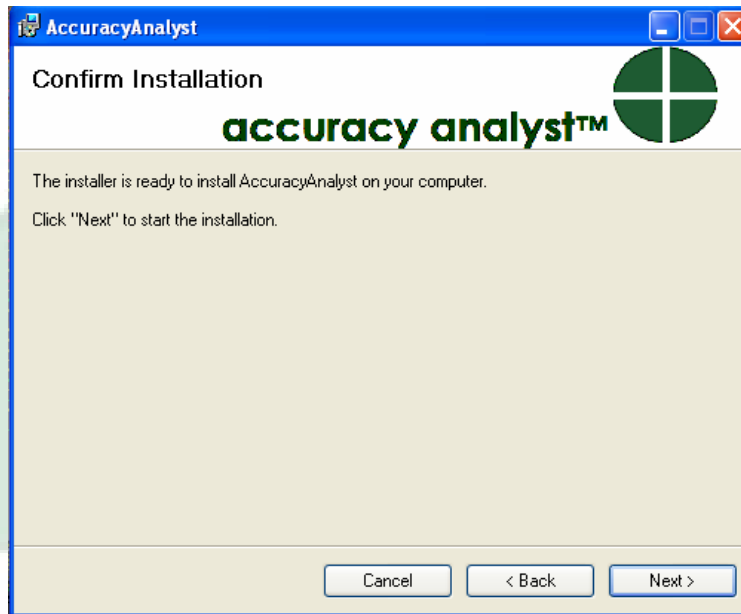 AccuracyAnalyst
Confirm Installation
accuracy analyst™
The installer is ready to install AccuracyAnalyst on your computer.
Click "Next" to start the installation.
Cancel
< Back
Next >